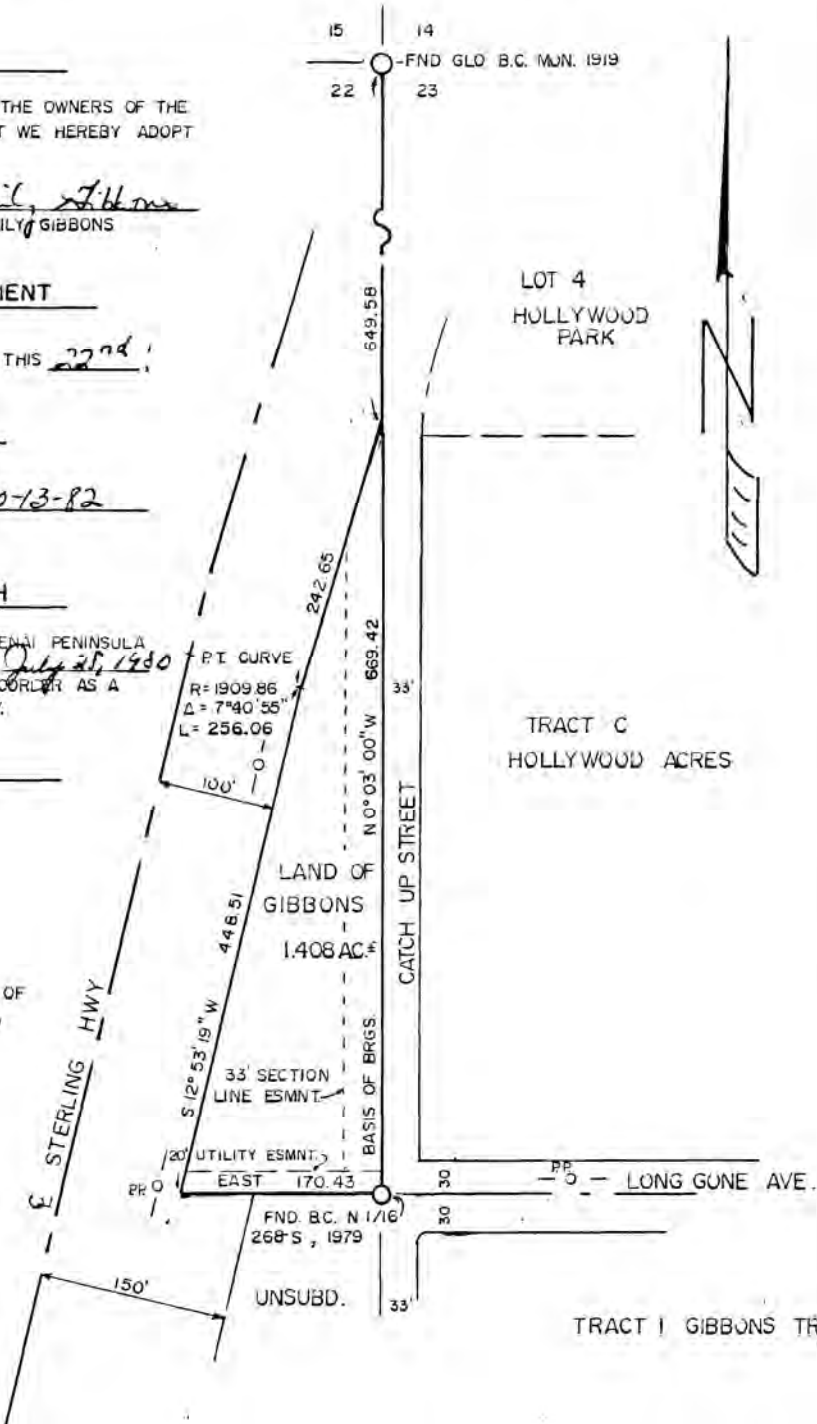 15 14
FND GLO B.C. MON. 1919
22 23
THE OWNERS OF THE
WE HEREBY ADOPT
GIBBONS
LOT 4
HOLLYWOOD
PARK
649.58
THIS 22nd
-13-82
ENAI PENINSULA
July 28, 1980
AS A
P.T. CURVE
R= 1909.86
Δ = 7°40'55"
L= 256.06
242.65
100'
N 0° 03' 00" W 669.42
33'
TRACT C
HOLLYWOOD ACRES
LAND OF
GIBBONS
1.408 AC.±
CATCH UP STREET
OF
STERLING HWY
S 12° 53' 19" W 448.51
33' SECTION
LINE ESMNT.
BASIS OF BRGS.
20' UTILITY ESMNT.
EAST 170.43
P.P.
P.P.
30
LONG GONE AVE.
30
FND. B.C. N 1/16
268-S, 1979
150'
UNSUBD.
33'
TRACT 1 GIBBONS TR
N